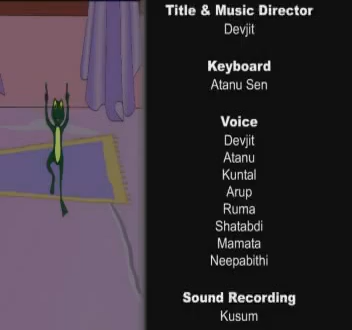 Title & Music Director
Devjit
Keyboard
Atanu Sen
Voice
Devjit
Atanu
Kuntal
Arup
Ruma
Shatabdi
Mamata
Neepabithi
Sound Recording
Kusum